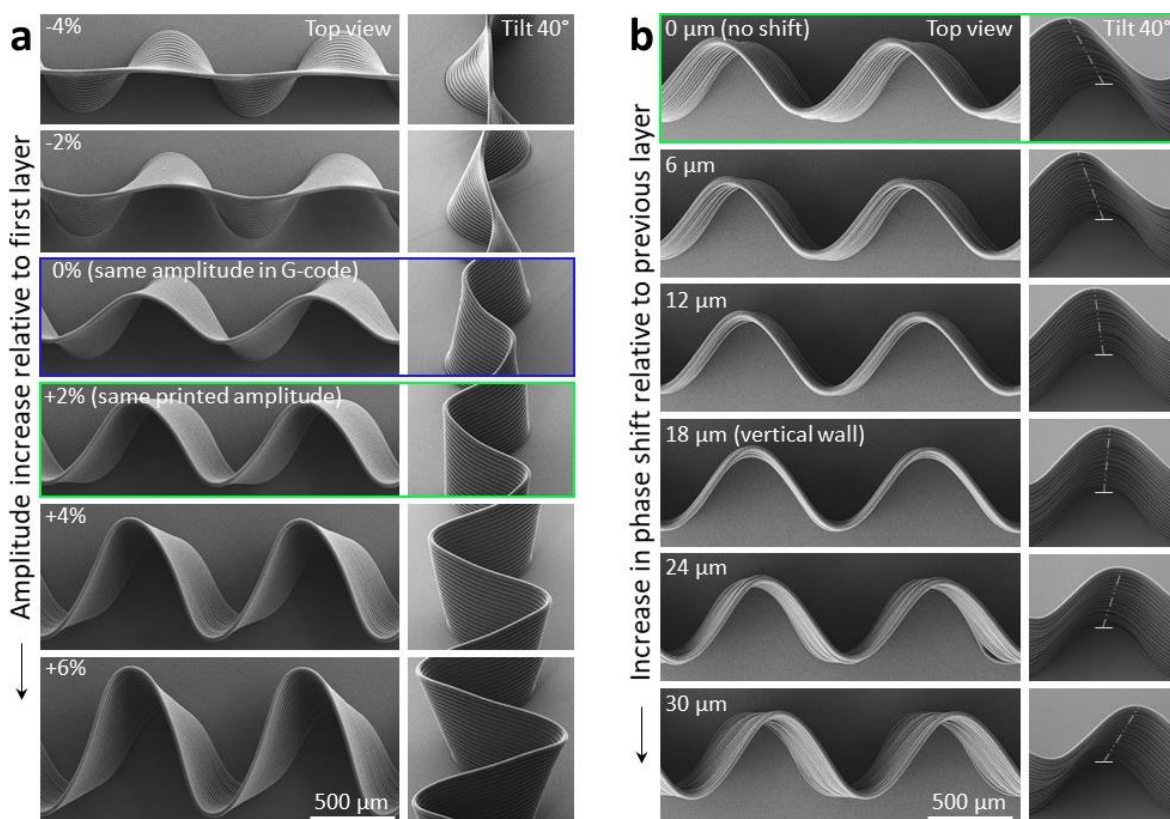 a
Amplitude increase relative to first layer
-4%
Top view
Tilt 40°
-2%
0% (same amplitude in G-code)
+2% (same printed amplitude)
+4%
+6%
500 µm
b
Increase in phase shift relative to previous layer
0 µm (no shift)
Top view
Tilt 40°
6 µm
12 µm
18 µm (vertical wall)
24 µm
30 µm
500 µm